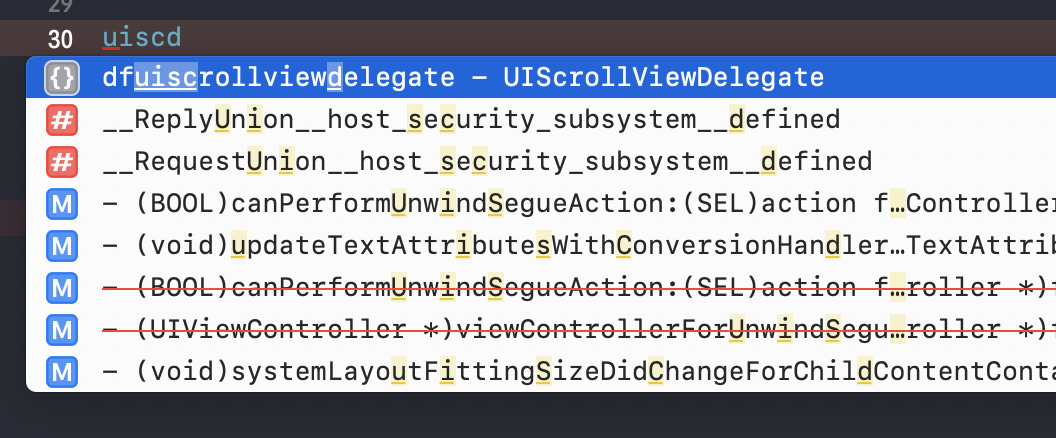 29
30 uiscd
{} dfuiscrollviewdelegate – UIScrollViewDelegate
# __ReplyUnion__host_security_subsystem__defined
# __RequestUnion__host_security_subsystem__defined
M – (BOOL)canPerformUnwindSegueAction:(SEL)action f…Controller
M – (void)updateTextAttributesWithConversionHandler…TextAttrib
M – (BOOL)canPerformUnwindSegueAction:(SEL)action f…roller *)
M – (UIViewController *)viewControllerForUnwindSegu…roller *)
M – (void)systemLayoutFittingSizeDidChangeForChildContentConta